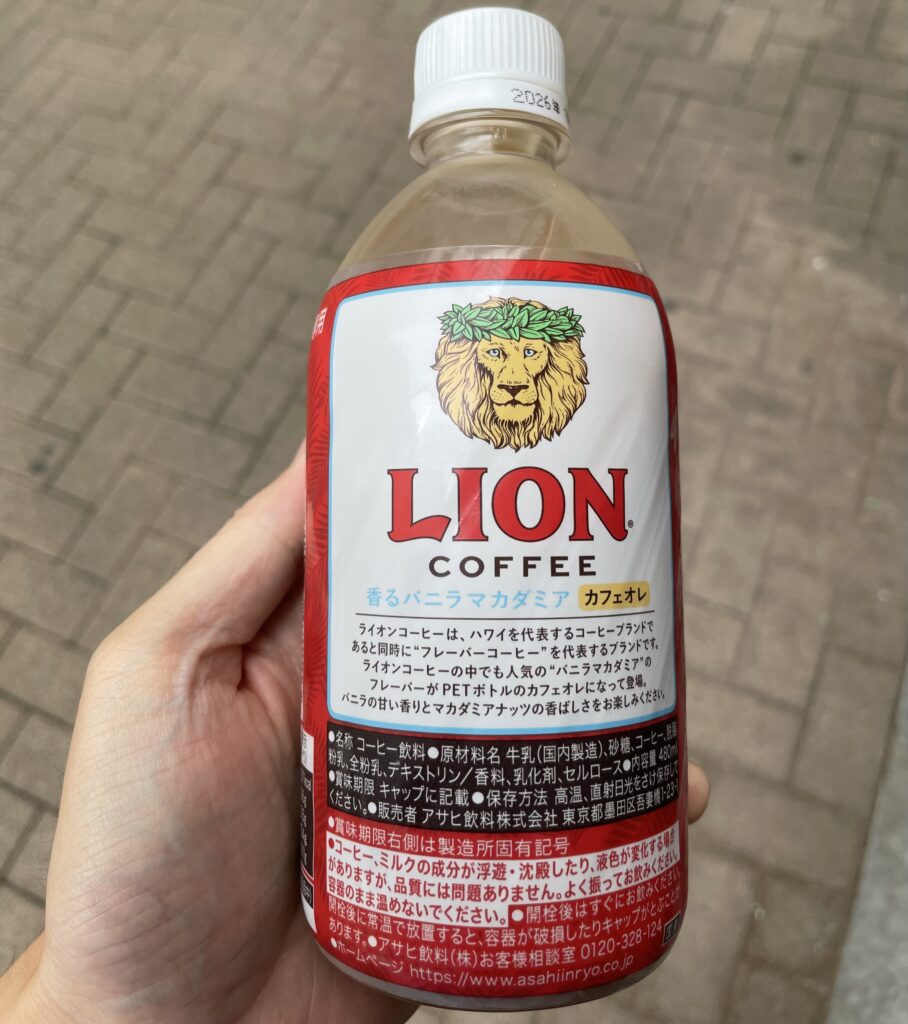 2026年
用
LION®
COFFEE
香るバニラマカダミア カフェオレ
ライオンコーヒーは、ハワイを代表するコーヒーブランドで
あると同時に“フレーバーコーヒー”を代表するブランドです。
ライオンコーヒーの中でも人気の“バニラマカダミア”の
フレーバーがPETボトルのカフェオレになって登場。
バニラの甘い香りとマカダミアナッツの香ばしさをお楽しみください。
●名称 コーヒー飲料●原材料名 牛乳(国内製造)、砂糖、コーヒー、脱脂
粉乳、全粉乳、デキストリン/香料、乳化剤、セルロース●内容量 480ml
●賞味期限 キャップに記載●保存方法 高温、直射日光をさけ保存して
ください。●販売者 アサヒ飲料株式会社 東京都墨田区吾妻橋1-23-1
●賞味期限右側は製造所固有記号
●コーヒー、ミルクの成分が浮遊・沈殿したり、液色が変化する場合
がありますが、品質には問題ありません。よく振ってお飲みください。
容器のまま温めないでください。●開栓後はすぐにお飲みください。
開栓後に常温で放置すると、容器が破損したりキャップがとぶことが
あります。●アサヒ飲料(株)お客様相談室 0120-328-124
●ホームページ https://www.asahiinryo.co.jp